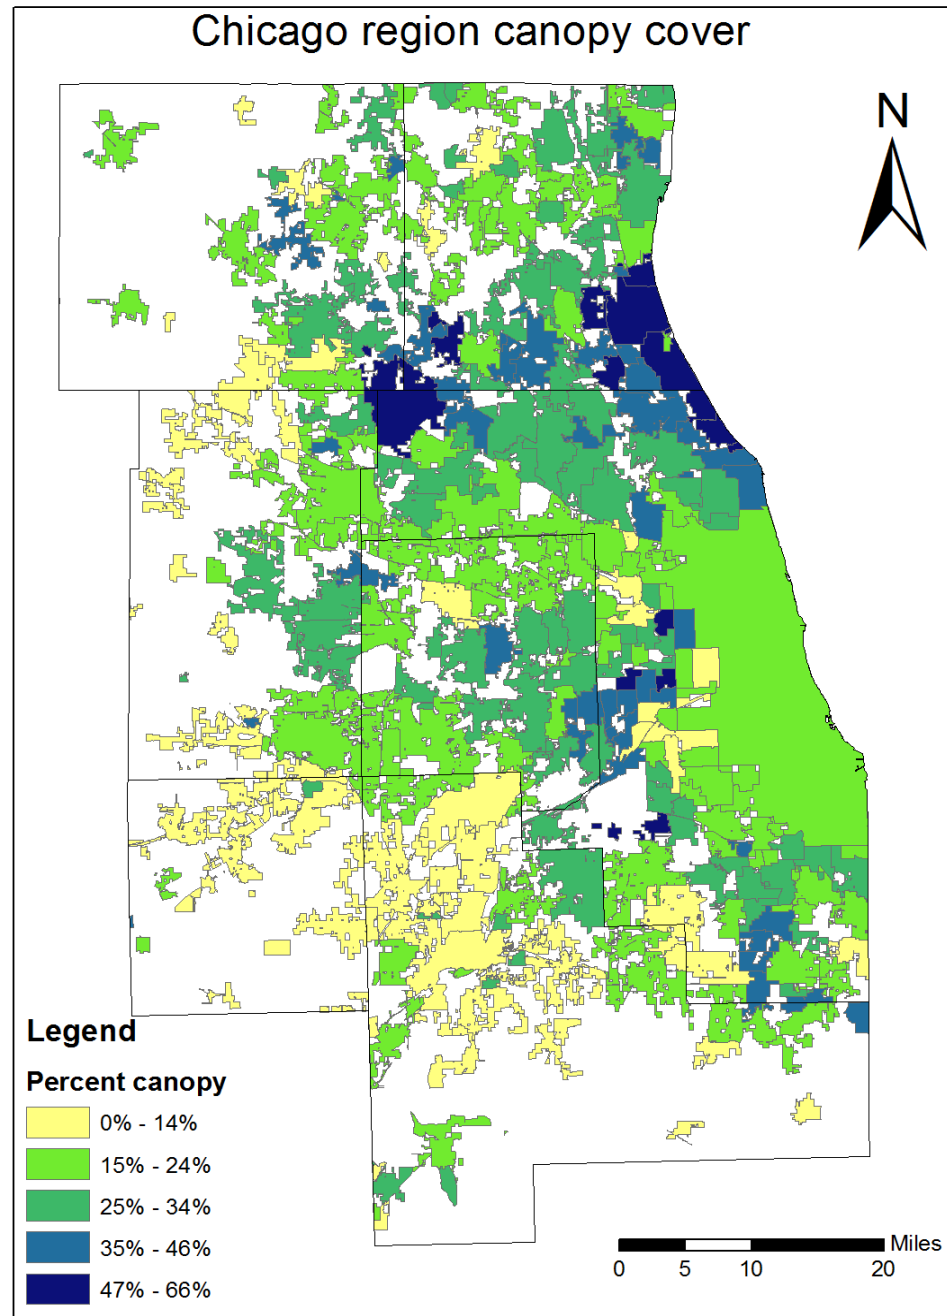 Chicago region canopy cover
N
Legend
Percent canopy
0% - 14%
15% - 24%
25% - 34%
35% - 46%
47% - 66%
Miles
0 5 10 20